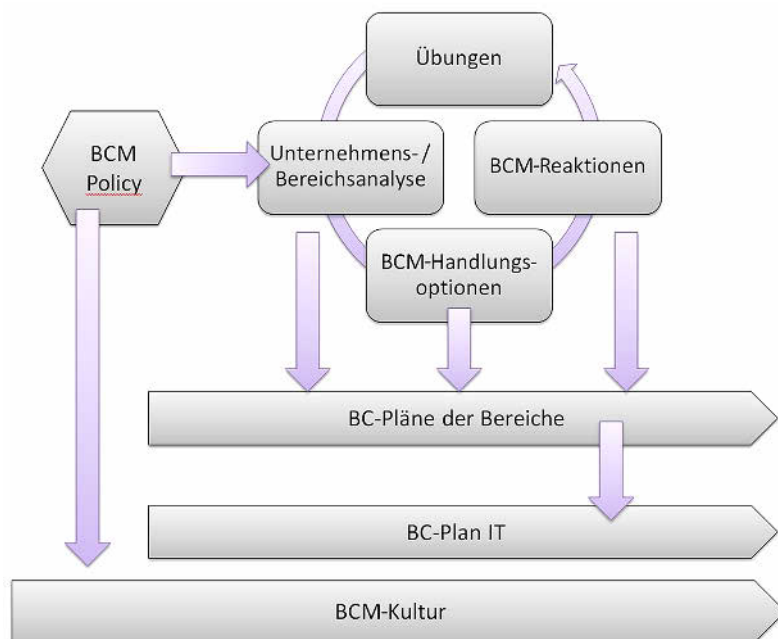 Übungen
BCM
Policy
Unternehmens-/
Bereichsanalyse
BCM-Reaktionen
BCM-Handlungs-
optionen
BC-Pläne der Bereiche
BC-Plan IT
BCM-Kultur